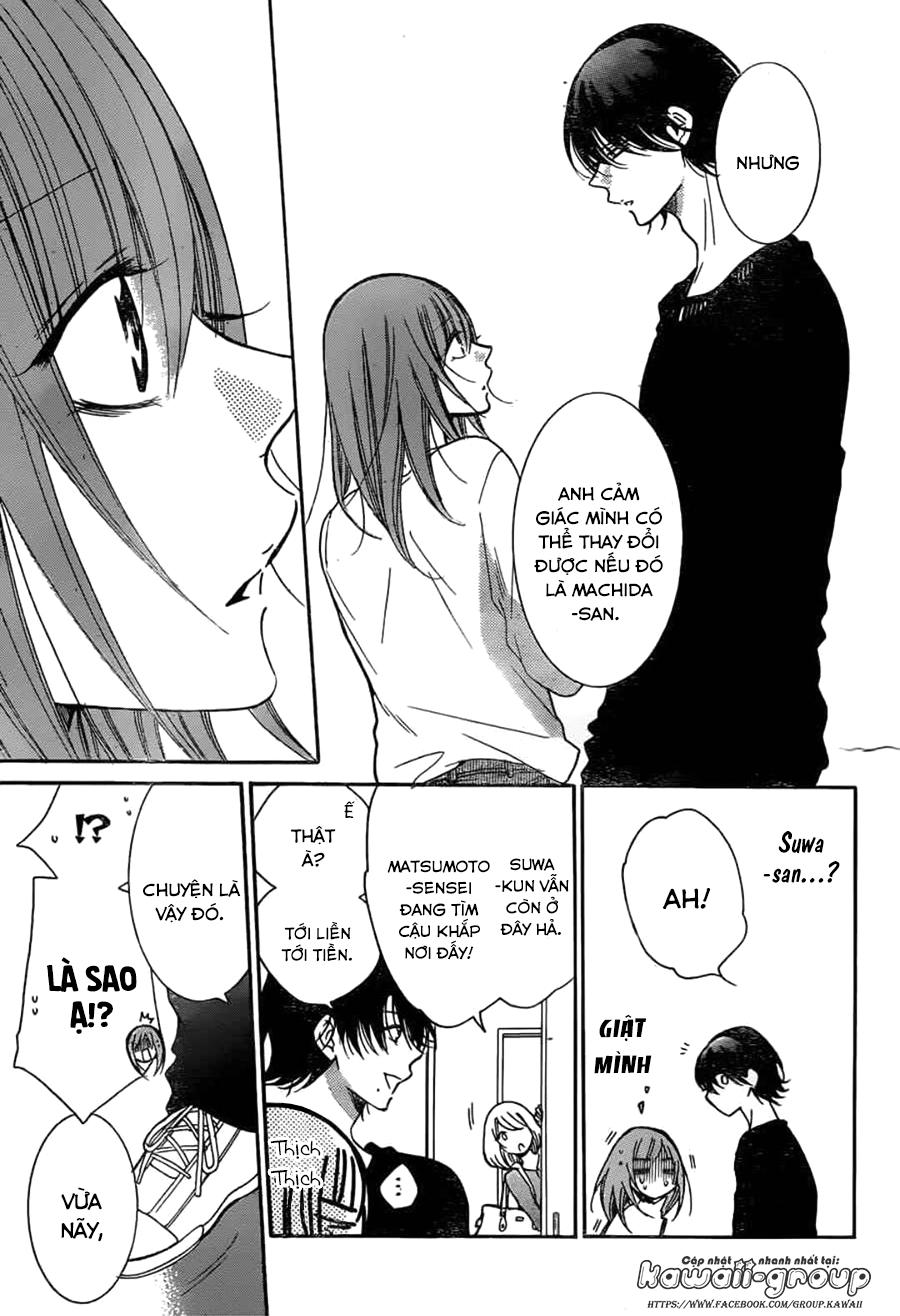 NHƯNG
ANH CẢM
GIÁC MÌNH CÓ
THỂ THAY ĐỔI
ĐƯỢC NẾU ĐÓ
LÀ MACHIDA
-SAN.
Suwa
-san...?
AH!
GIẬT
MÌNH
SUWA
-KUN VẪN
CÒN Ở
ĐÂY HẢ.
MATSUMOTO
-SENSEI
ĐANG TÌM
CẬU KHẮP
NƠI ĐẤY!
Ế
THẬT
À?
TỚI LIỀN
TỚI TIỀN.
...
Thịch
Thịch
CHUYỆN LÀ
VẬY ĐÓ.
!?
LÀ SAO
Ạ!?
VỪA
NÃY,
Cập nhật nhanh nhất tại:
kawaii-group
HTTPS://WWW.FACEBOOK.COM/GROUP.KAWAII